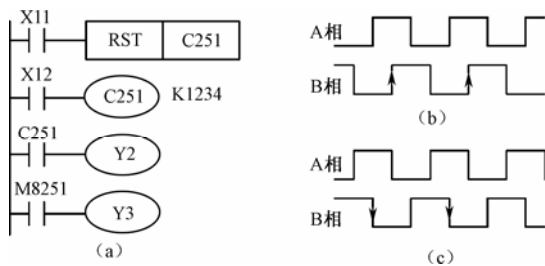 X11
RST C251
X12
C251 K1234
C251
Y2
M8251
Y3
(a)
A相
B相
(b)
A相
B相
(c)